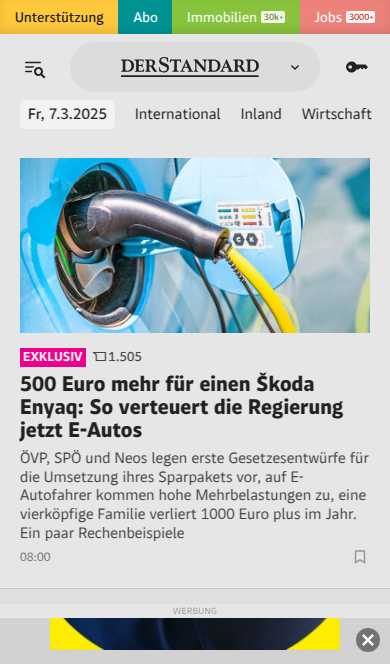 Unterstützung Abo Immobilien 30k+ Jobs 3000+
DERSTANDARD
Fr, 7.3.2025 International Inland Wirtschaft
EXKLUSIV 1.505
500 Euro mehr für einen Škoda
Enyaq: So verteuert die Regierung
jetzt E-Autos
ÖVP, SPÖ und Neos legen erste Gesetzesentwürfe für
die Umsetzung ihres Sparpakets vor, auf E-
Autofahrer kommen hohe Mehrbelastungen zu, eine
vierköpfige Familie verliert 1000 Euro plus im Jahr.
Ein paar Rechenbeispiele
08:00
WERBUNG